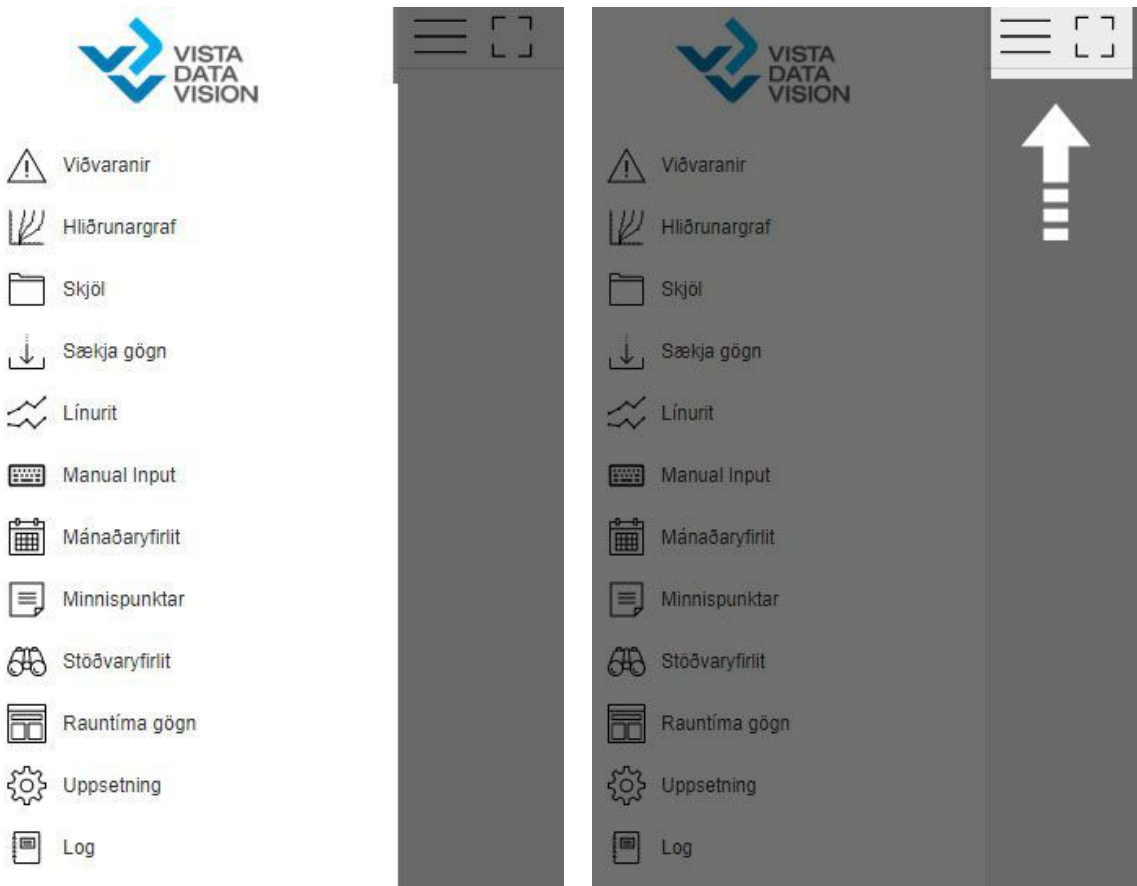 VISTA
DATA
VISION
Viðvaranir
Hliðrunargraf
Skjöl
Sækja gögn
Línurit
Manual Input
Mánaðaryfirlit
Minnispunktar
Stöðvaryfirlit
Rauntíma gögn
Uppsetning
Log
VISTA
DATA
VISION
Viðvaranir
Hliðrunargraf
Skjöl
Sækja gögn
Línurit
Manual Input
Mánaðaryfirlit
Minnispunktar
Stöðvaryfirlit
Rauntíma gögn
Uppsetning
Log